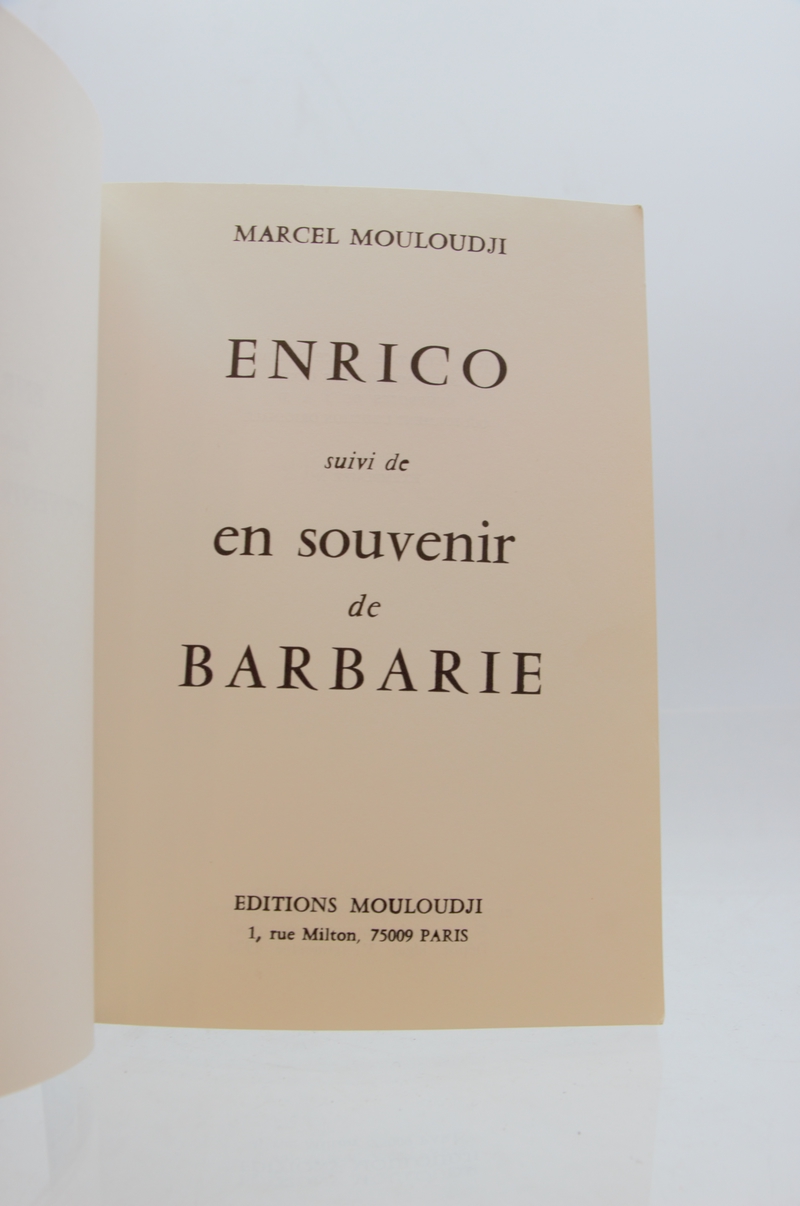 MARCEL MOULOUDJI
ENRICO
suivi de
en souvenir
de
BARBARIE
EDITIONS MOULOUDJI
1, rue Milton, 75009 PARIS